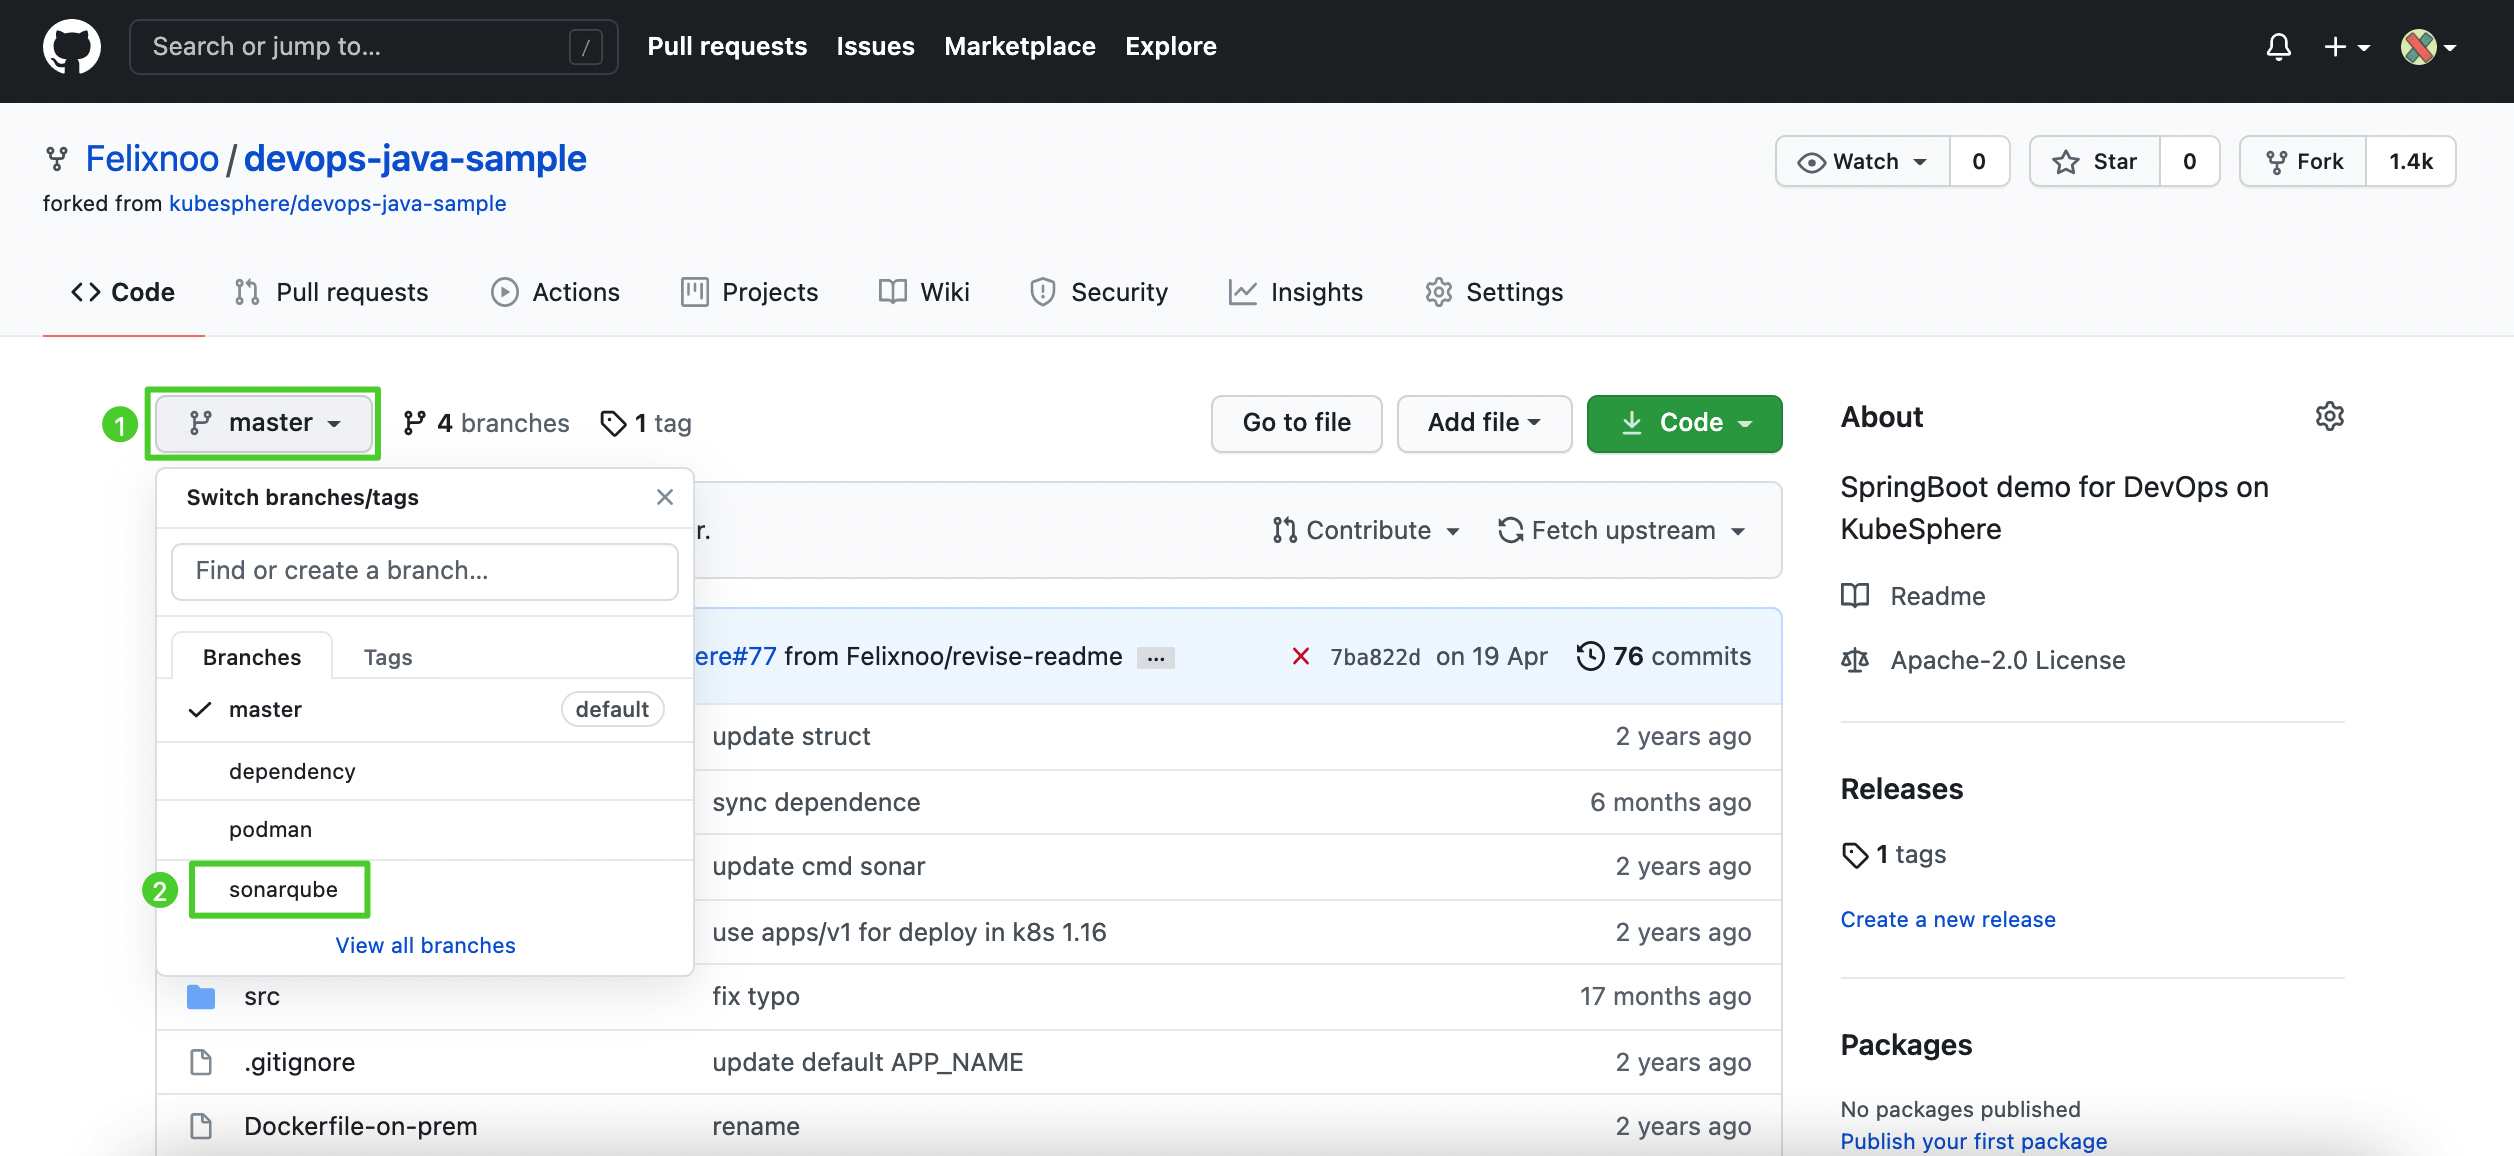 Search or jump to... /
Pull requests Issues Marketplace Explore
Felixnoo / devops-java-sample
forked from kubesphere/devops-java-sample
Watch 0
Star 0
Fork 1.4k
Code Pull requests Actions Projects Wiki Security Insights Settings
1 master 4 branches 1 tag
Go to file Add file Code
Switch branches/tags
Find or create a branch...
Branches Tags
master default
dependency
podman
2 sonarqube
View all branches
r. Contribute Fetch upstream
ere#77 from Felixnoo/revise-readme ... 7ba822d on 19 Apr 76 commits
update struct 2 years ago
sync dependence 6 months ago
update cmd sonar 2 years ago
use apps/v1 for deploy in k8s 1.16 2 years ago
src fix typo 17 months ago
.gitignore update default APP_NAME 2 years ago
Dockerfile-on-prem rename 2 years ago
About
SpringBoot demo for DevOps on
KubeSphere
Readme
Apache-2.0 License
Releases
1 tags
Create a new release
Packages
No packages published
Publish your first package